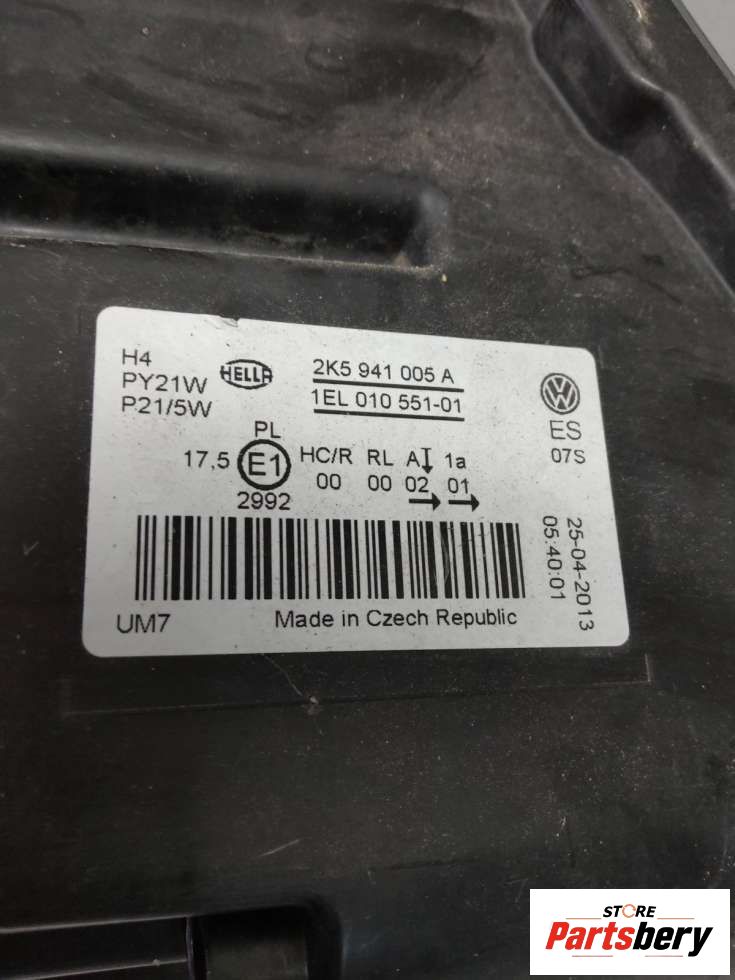 H4
PY21W
P21/5W
HELLA
2K5 941 005 A
1EL 010 551-01
ES
07S
PL
17,5 E1
2992
HC/R RL A 1a
00 00 02 01
25-04-2013
05:40:01
UM7
Made in Czech Republic
STORE
Partsbery